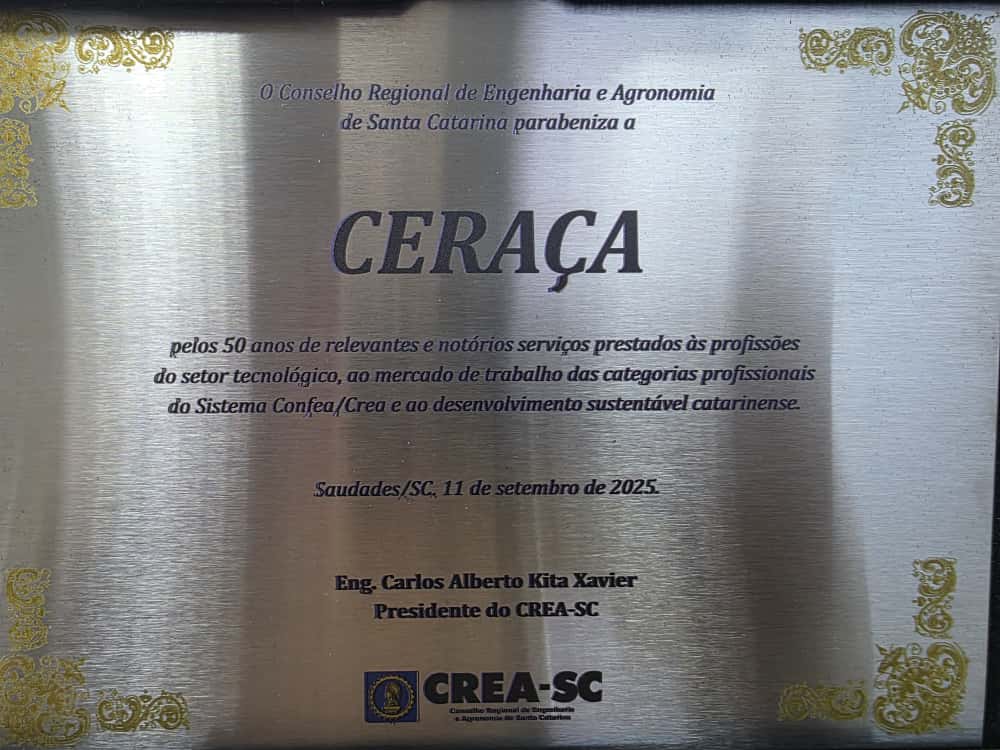 O Conselho Regional de Engenharia e Agronomia
de Santa Catarina parabeniza a
CERAÇA
pelos 50 anos de relevantes e notórios serviços prestados às profissões
do setor tecnológico, ao mercado de trabalho das categorias profissionais
do Sistema Confea/Crea e ao desenvolvimento sustentável catarinense.
Saudades/SC, 11 de setembro de 2025.
Eng. Carlos Alberto Kita Xavier
Presidente do CREA-SC
CREA-SC
Conselho Regional de Engenharia
e Agronomia de Santa Catarina